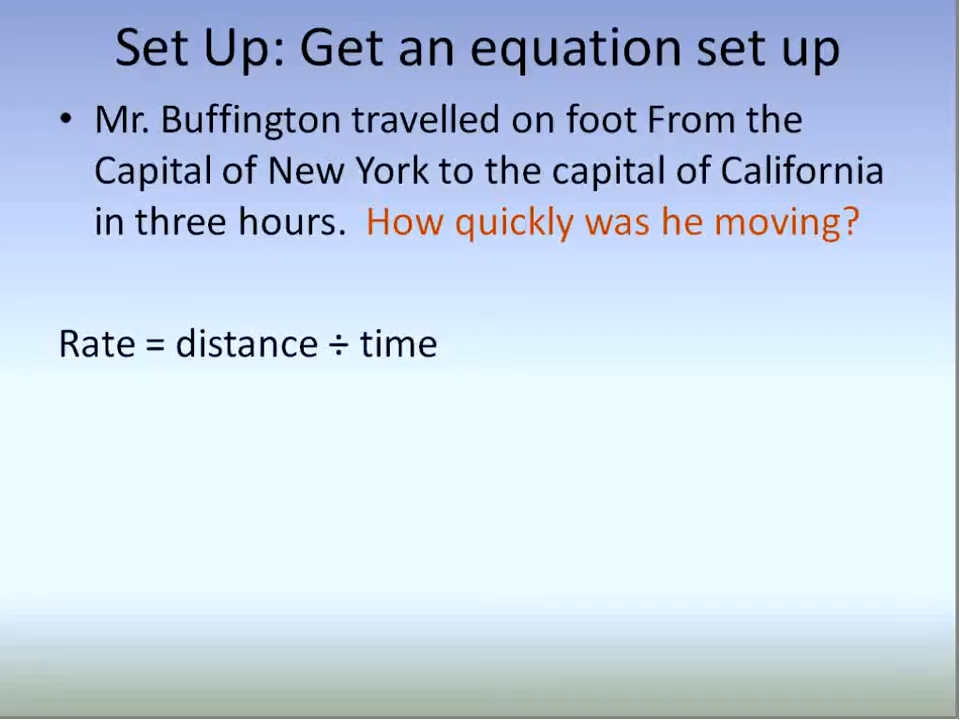 Set Up: Get an equation set up
• Mr. Buffington travelled on foot From the
Capital of New York to the capital of California
in three hours.  How quickly was he moving?
Rate = distance ÷ time